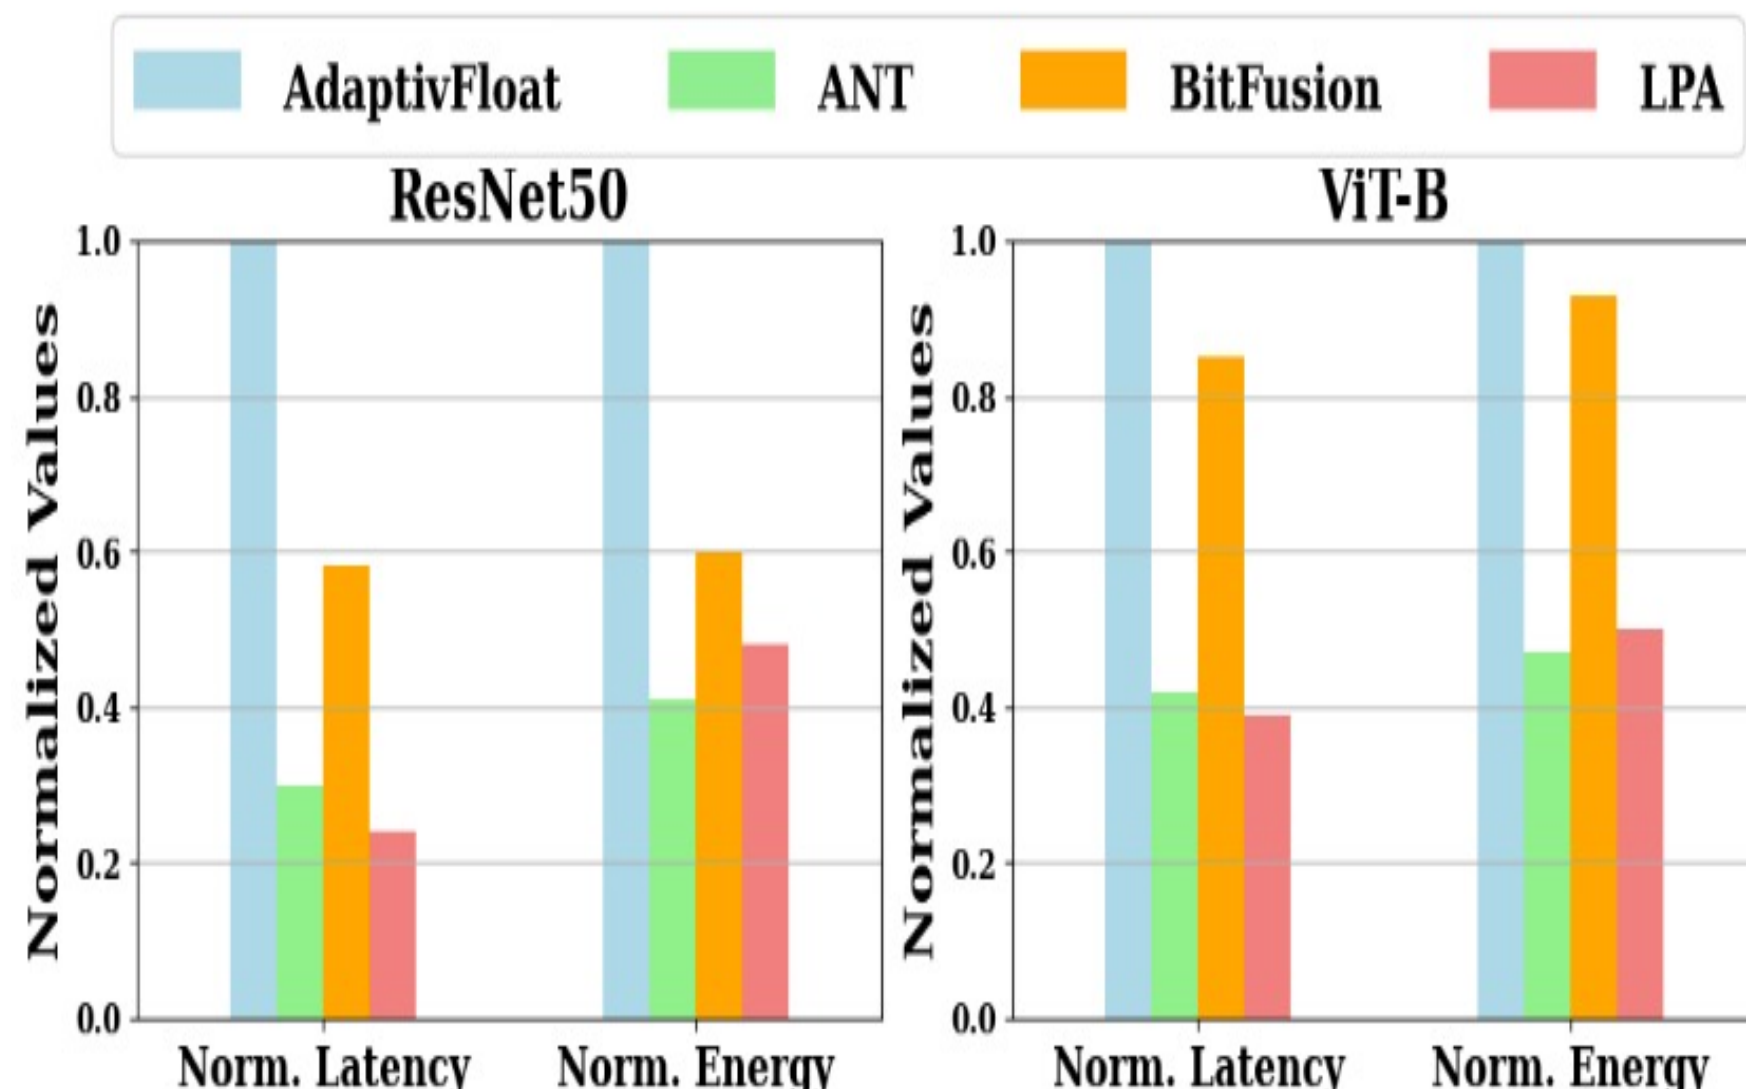 AdaptivFloat ANT BitFusion LPA
ResNet50
1.0
0.8
0.6
0.4
0.2
0.0
Normalized Values
Norm. Latency Norm. Energy
ViT-B
1.0
0.8
0.6
0.4
0.2
0.0
Normalized Values
Norm. Latency Norm. Energy